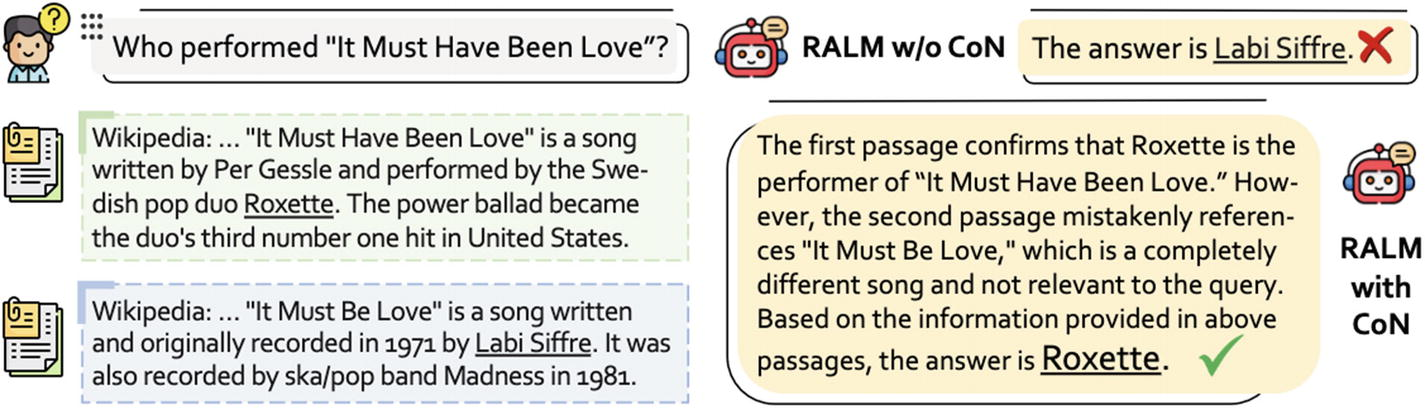 Who performed "It Must Have Been Love”?
Wikipedia: ... "It Must Have Been Love" is a song
written by Per Gessle and performed by the Swe-
dish pop duo Roxette. The power ballad became
the duo's third number one hit in United States.
Wikipedia: ... "It Must Be Love" is a song written
and originally recorded in 1971 by Labi Siffre. It was
also recorded by ska/pop band Madness in 1981.
RALM w/o CoN
The answer is Labi Siffre.
The first passage confirms that Roxette is the
performer of “It Must Have Been Love.” How-
ever, the second passage mistakenly referen-
ces "It Must Be Love," which is a completely
different song and not relevant to the query.
Based on the information provided in above
passages, the answer is Roxette.
RALM
with
CoN